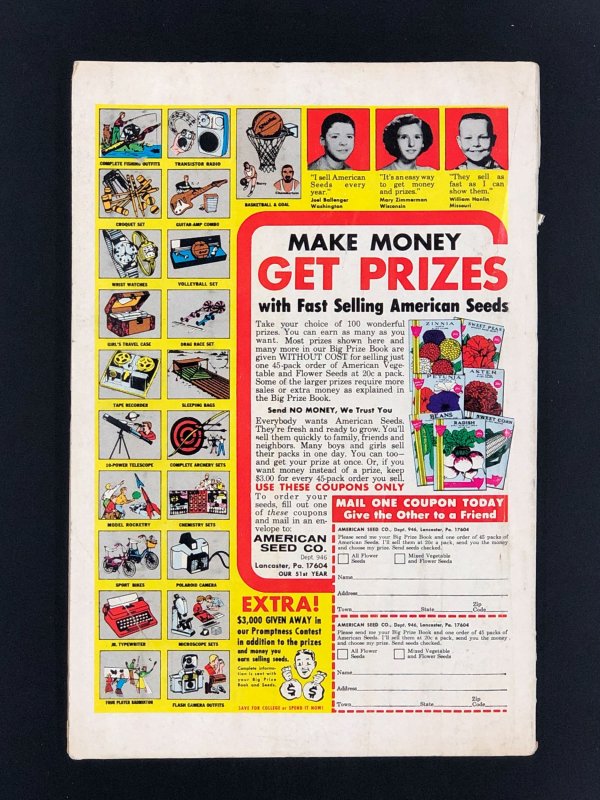 COMPLETE FISHING OUTFITS
TRANSISTOR RADIO
CROQUET SET
GUITAR-AMP COMBO
BASKETBALL & GOAL
WRIST WATCHES
VOLLEYBALL SET
GIRL'S TRAVEL CASE
DRAG RACE SET
TAPE RECORDER
SLEEPING BAGS
10-POWER TELESCOPE
COMPLETE ARCHERY SETS
MODEL ROCKETRY
CHEMISTRY SETS
SPORT BIKES
POLAROID CAMERA
JR. TYPEWRITER
MICROSCOPE SETS
FOUR PLAYER BADMINTON
FLASH CAMERA OUTFITS
"I sell American
Seeds every
year."
Joel Ballenger
Washington
"It's an easy way
to get money
and prizes."
Mary Zimmerman
Wisconsin
"They sell as
fast as I can
show them."
William Hanlin
Missouri
MAKE MONEY
GET PRIZES
with Fast Selling American Seeds
Take your choice of 100 wonderful
prizes. You can earn as many as you
want. Most prizes shown here and
many more in our Big Prize Book are
given WITHOUT COST for selling just
one 45-pack order of American Vege-
table and Flower Seeds at 20c a pack.
Some of the larger prizes require more
sales or extra money as explained in
the Big Prize Book.
Send NO MONEY, We Trust You
Everybody wants American Seeds.
They're fresh and ready to grow. You'll
sell them quickly to family, friends and
neighbors. Many boys and girls sell
their packs in one day. You can too—
and get your prize at once. Or, if you
want money instead of a prize, keep
$3.00 for every 45-pack order you sell.
USE THESE COUPONS ONLY
To order your
seeds, fill out one
of these coupons
and mail in an en-
velope to:
AMERICAN
SEED CO.
Dept. 946
Lancaster, Pa. 17604
OUR 51st YEAR
ZINNIA
SWEET PEAS
PETUNIA
ASTER
BEANS
RADISH
SWEET CORN
MAIL ONE COUPON TODAY
Give the Other to a Friend
AMERICAN SEED CO., Dept. 946, Lancaster, Pa. 17604
Please send me your Big Prize Book and one order of 45 packs of
American Seeds. I'll sell them at 20c a pack, send you the money
and choose my prize. Send seeds checked.
All Flower
Seeds
Mixed Vegetable
and Flower Seeds
Name
Address
Town State Zip Code
AMERICAN SEED CO., Dept. 946, Lancaster, Pa. 17604
Please send me your Big Prize Book and one order of 45 packs of
American Seeds. I'll sell them at 20c a pack, send you the money
and choose my prize. Send seeds checked.
All Flower
Seeds
Mixed Vegetable
and Flower Seeds
Name
Address
Town State Zip Code
EXTRA!
$3,000 GIVEN AWAY in
our Promptness Contest
in addition to the prizes
and money you
earn selling seeds.
Complete informa-
tion is sent with
your Big Prize
Book and Seeds.
$ $
SAVE FOR COLLEGE or SPEND IT NOW!